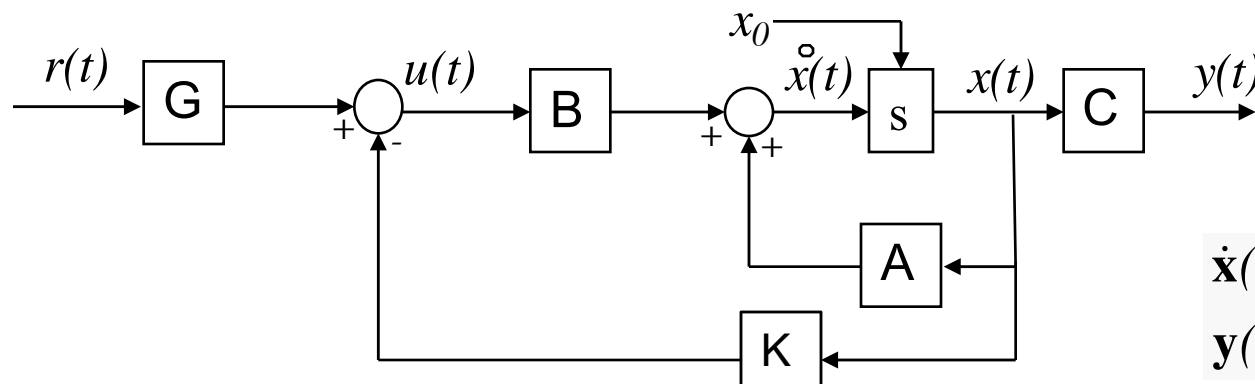 x₀
r(t)
G
u(t)
B
ẋ(t)
s
x(t)
C
y(t)
+
-
+
+
A
ẋ(
K
y(